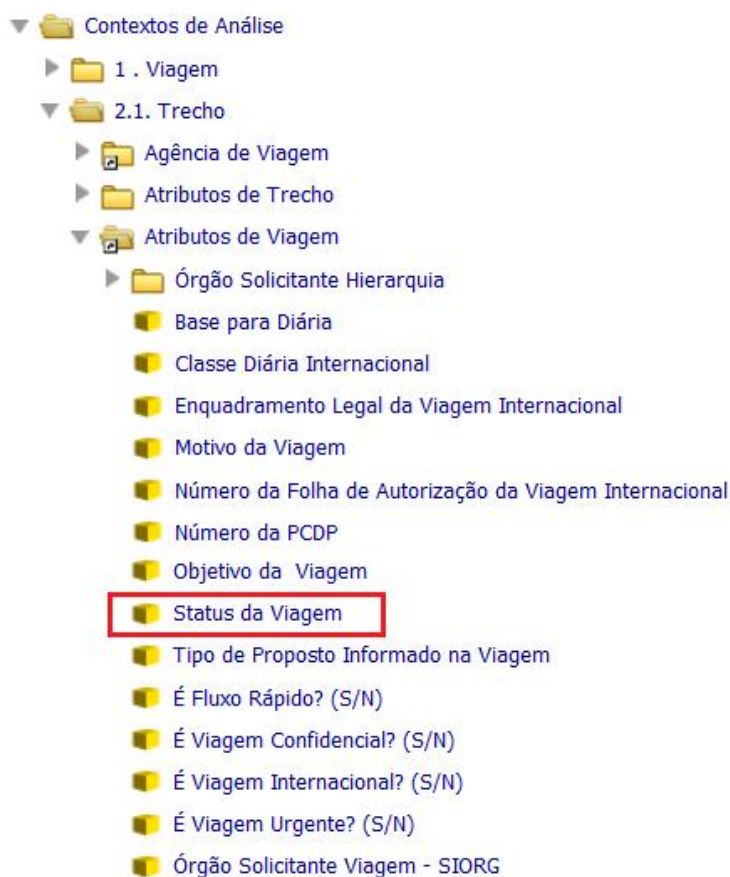 Contextos de Análise
1 . Viagem
2.1. Trecho
Agência de Viagem
Atributos de Trecho
Atributos de Viagem
Órgão Solicitante Hierarquia
Base para Diária
Classe Diária Internacional
Enquadramento Legal da Viagem Internacional
Motivo da Viagem
Número da Folha de Autorização da Viagem Internacional
Número da PCDP
Objetivo da Viagem
Status da Viagem
Tipo de Proposto Informado na Viagem
É Fluxo Rápido? (S/N)
É Viagem Confidencial? (S/N)
É Viagem Internacional? (S/N)
É Viagem Urgente? (S/N)
Órgão Solicitante Viagem - SIORG